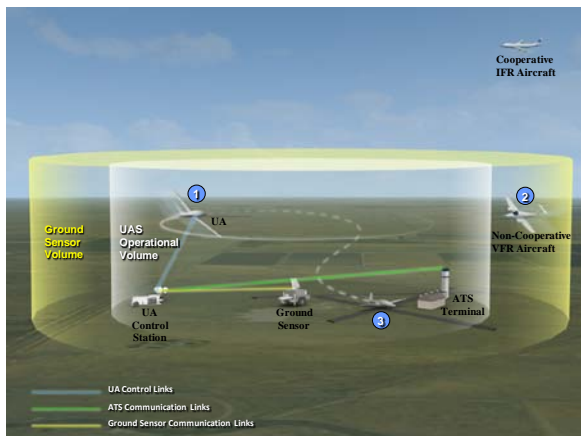 Cooperative
IFR Aircraft
1
2
UA
Ground
Sensor
Volume
UAS
Operational
Volume
Non-Cooperative
VFR Aircraft
UA
Control
Station
Ground
Sensor
3
ATS
Terminal
UA Control Links
ATS Communication Links
Ground Sensor Communication Links